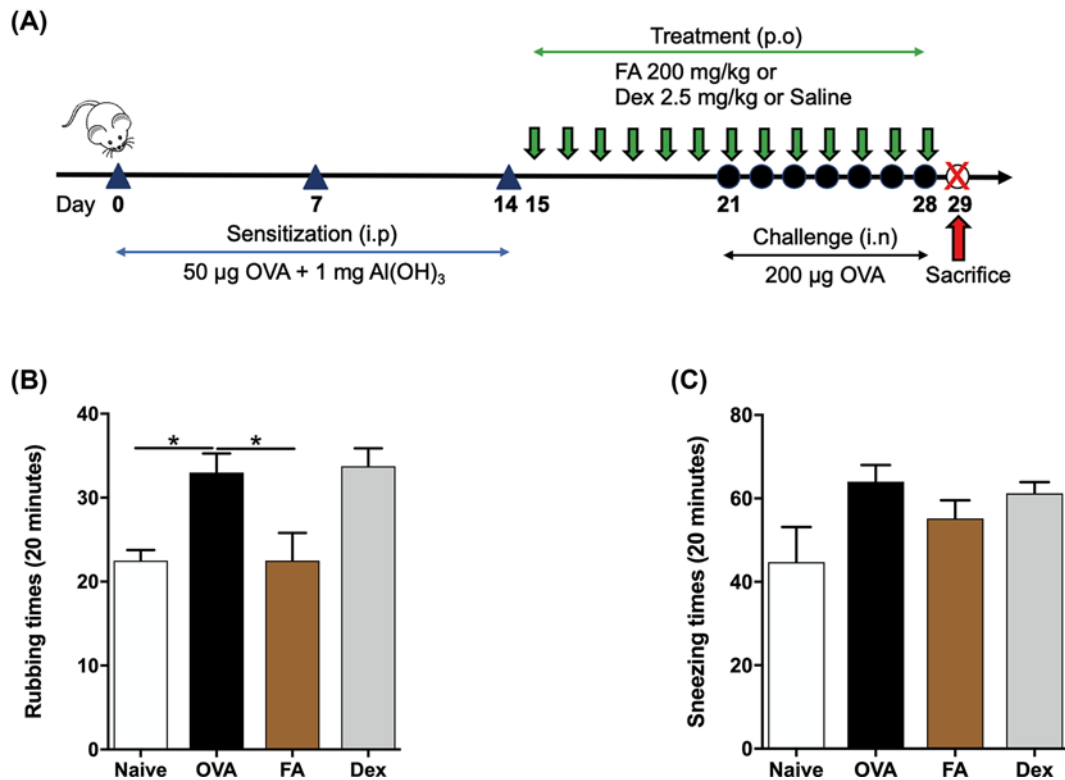 (A)
Treatment (p.o)
FA 200 mg/kg or
Dex 2.5 mg/kg or Saline
Day 0 7 14 15 21 28 29
Sensitization (i.p)
50 µg OVA + 1 mg Al(OH)₃
Challenge (i.n)
200 µg OVA
Sacrifice
(B)
Rubbing times (20 minutes)
40
30
20
10
0
* *
Naive OVA FA Dex
(C)
Sneezing times (20 minutes)
80
60
40
20
0
Naive OVA FA Dex